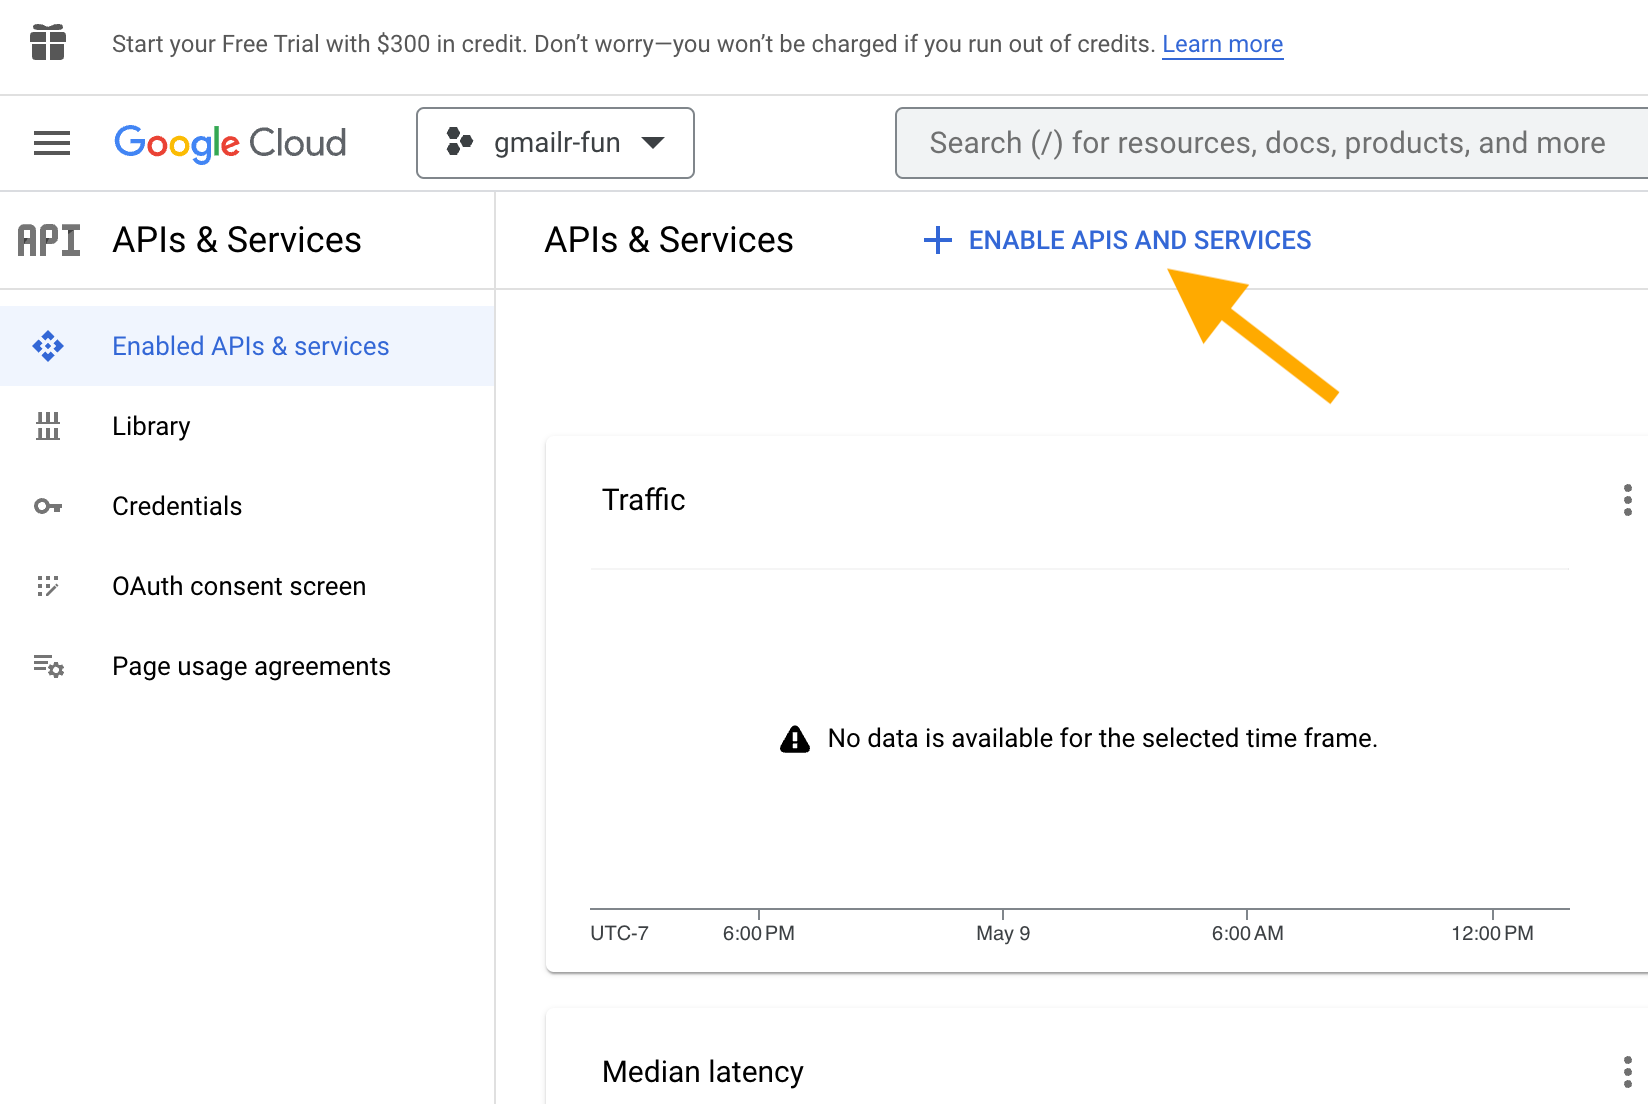 Start your Free Trial with $300 in credit. Don’t worry—you won’t be charged if you run out of credits. Learn more
Google Cloud
gmailr-fun
Search (/) for resources, docs, products, and more
API
APIs & Services
APIs & Services
ENABLE APIS AND SERVICES
Enabled APIs & services
Library
Credentials
OAuth consent screen
Page usage agreements
Traffic
No data is available for the selected time frame.
UTC-7 6:00 PM May 9 6:00 AM 12:00 PM
Median latency